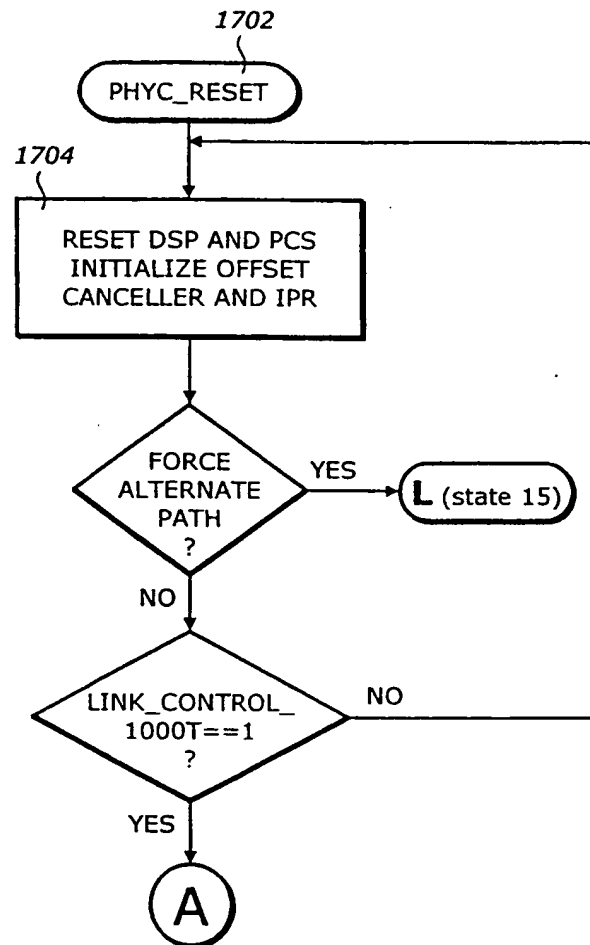 1702
PHYC_RESET
1704
RESET DSP AND PCS
INITIALIZE OFFSET
CANCELLER AND IPR
FORCE
ALTERNATE
PATH
?
YES
L (state 15)
NO
LINK_CONTROL_
1000T==1
?
NO
YES
A